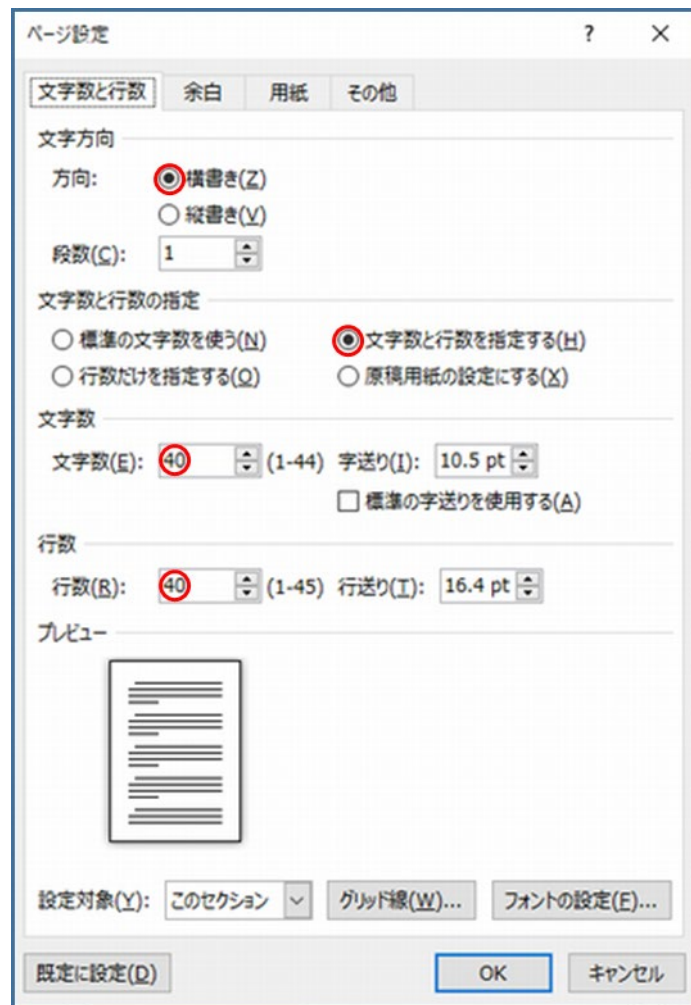 ページ設定 ? ×
文字数と行数 余白 用紙 その他
文字方向
方向: 横書き(Z)
縦書き(V)
段数(C): 1
文字数と行数の指定
標準の文字数を使う(N) 文字数と行数を指定する(H)
行数だけを指定する(O) 原稿用紙の設定にする(X)
文字数
文字数(E): 40 (1-44) 字送り(I): 10.5 pt
標準の字送りを使用する(A)
行数
行数(R): 40 (1-45) 行送り(T): 16.4 pt
プレビュー
設定対象(Y): このセクション グリッド線(W)... フォントの設定(F)...
既定に設定(D) OK キャンセル